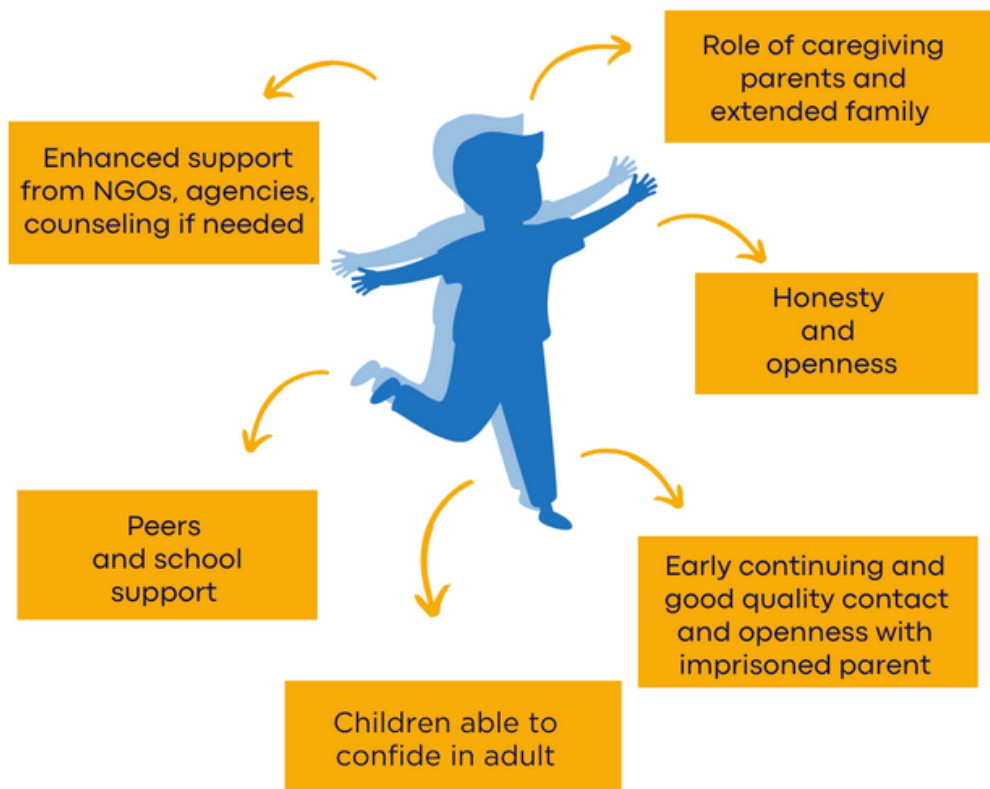 Role of caregiving
parents and
extended family
Enhanced support
from NGOs, agencies,
counseling if needed
Honesty
and
openness
Peers
and school
support
Early continuing and
good quality contact
and openness with
imprisoned parent
Children able to
confide in adult